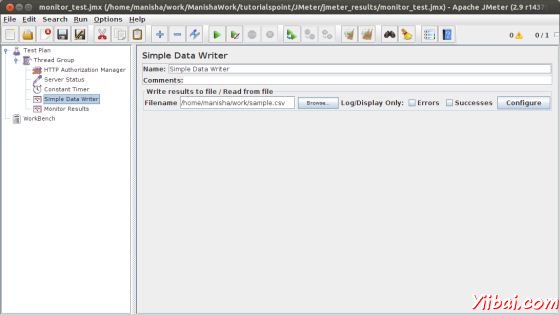 monitor_test.jmx (/home/manisha/work/ManishaWork/tutorialspoint/JMeter/jmeter_results/monitor_test.jmx) - Apache JMeter (2.9 r1437
File Edit Search Run Options Help
0 0 / 1
Test Plan
Thread Group
HTTP Authorization Manager
Server Status
Constant Timer
Simple Data Writer
Monitor Results
WorkBench
Simple Data Writer
Name: Simple Data Writer
Comments:
Write results to file / Read from file
Filename /home/manisha/work/sample.csv Browse... Log/Display Only: Errors Successes Configure
Yiibai.com